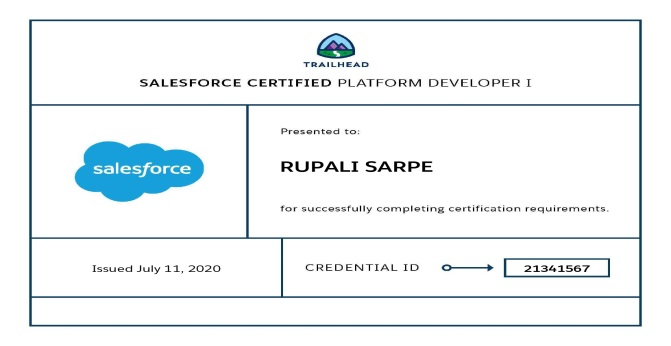 TRAILHEAD
SALESFORCE CERTIFIED PLATFORM DEVELOPER I
salesforce
Presented to:
RUPALI SARPE
for successfully completing certification requirements.
Issued July 11, 2020
CREDENTIAL ID
21341567